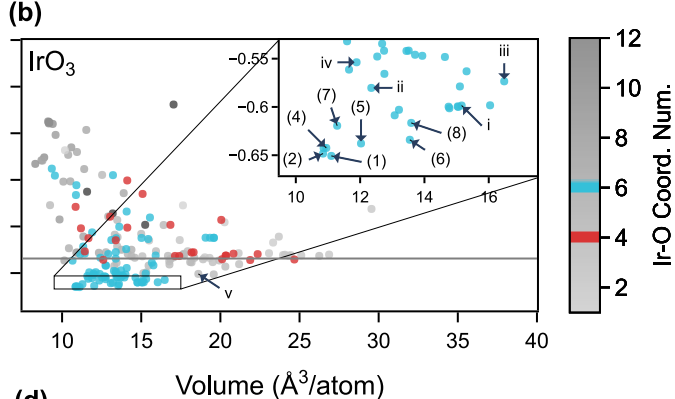 (b)
IrO3
−0.55
−0.6
−0.65
iv
iii
ii
i
(7)
(5)
(4)
(8)
(2)
(1)
(6)
10 12 14 16
v
10 15 20 25 30 35 40
Volume (Å3/atom)
12
10
8
6
4
2
Ir-O Coord. Num.
(d)